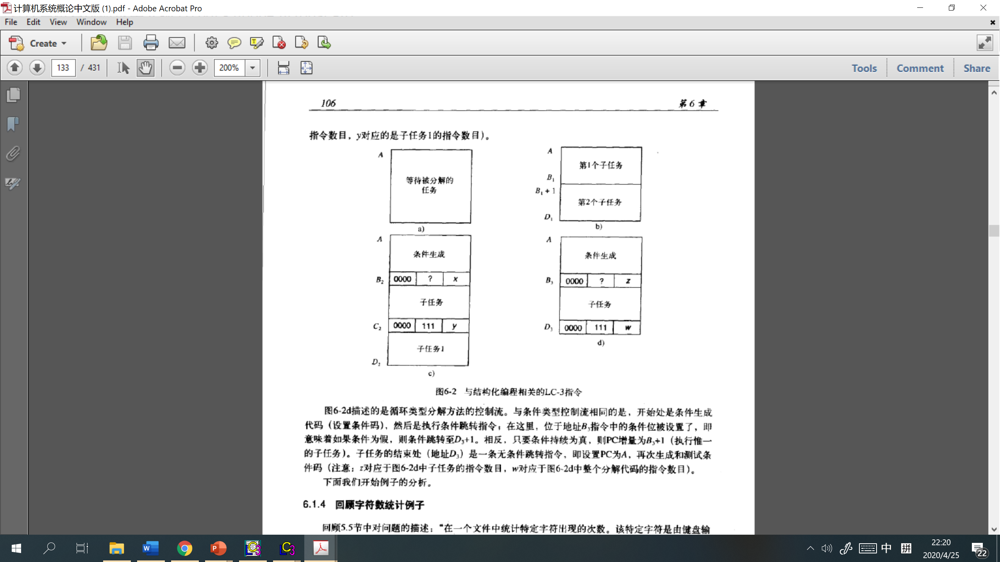 计算机系统概论中文版 (1).pdf - Adobe Acrobat Pro
File Edit View Window Help
Create
133 / 431 200% Tools Comment Share
106 第6章
指令数目，y对应的是子任务1的指令数目）。
A
等待被分解的
任务
a)
A
第1个子任务
B₁
B₁ + 1
第2个子任务
D₁
b)
A
条件生成
B₂ 0000 ? x
子任务
C₂ 0000 111 y
子任务1
D₂
c)
A
条件生成
B₃ 0000 ? z
子任务
D₃ 0000 111 w
d)
图6-2 与结构化编程相关的LC-3指令
图6-2d描述的是循环类型分解方法的控制流。与条件类型控制流相同的是，开始处是条件生成
代码（设置条件码），然后是执行条件跳转指令；在这里，位于地址B₃指令中的条件位被设置了，即
意味着如果条件为假，则条件跳转至D₃+1。相反，只要条件持续为真，则PC增量为B₃+1（执行惟一
的子任务）。子任务的结束处（地址D₃）是一条无条件跳转指令，即设置PC为A，再次生成和测试条
件码（注意：z对应于图6-2d中子任务的指令数目，w对应于图6-2d中整个分解代码的指令数目）。
下面我们开始例子的分析。
6.1.4 回顾字符数统计例子
回顾5.5节中对问题的描述：“在一个文件中统计特定字符出现的次数。该特定字符是由键盘输
中 拼 22:20
2020/4/25 22